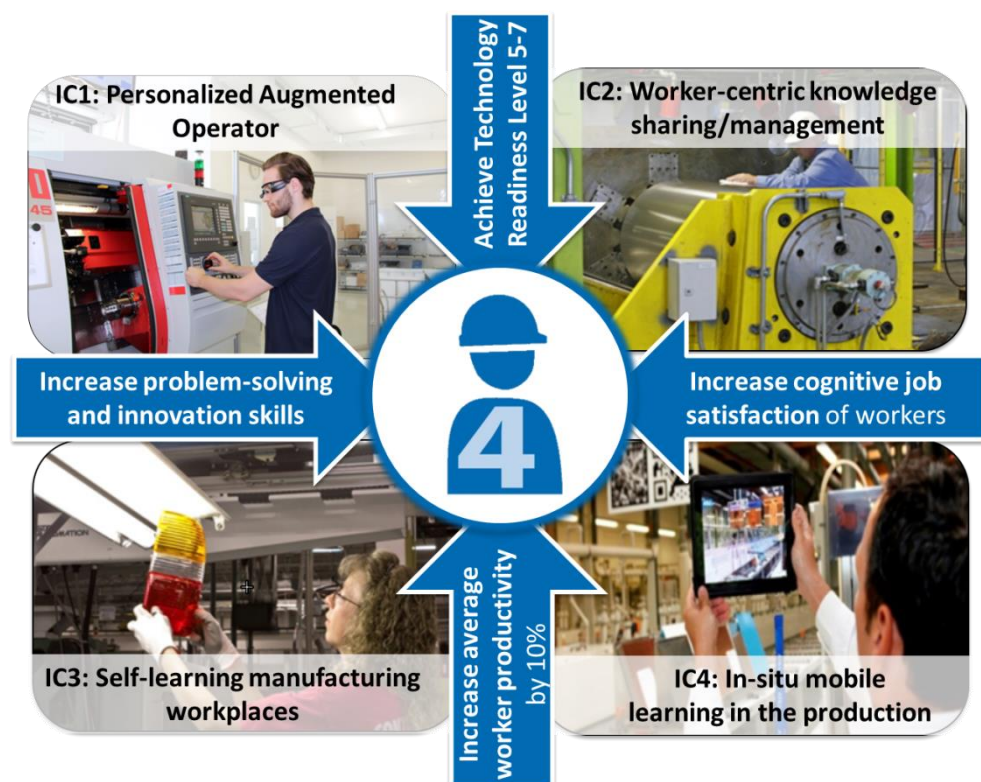 Achieve Technology
Readiness Level 5-7
IC1: Personalized Augmented
Operator
IC2: Worker-centric knowledge
sharing/management
45
Increase problem-solving
and innovation skills
4
Increase cognitive job
satisfaction of workers
IC3: Self-learning manufacturing
workplaces
Increase average
worker productivity
by 10%
IC4: In-situ mobile
learning in the production